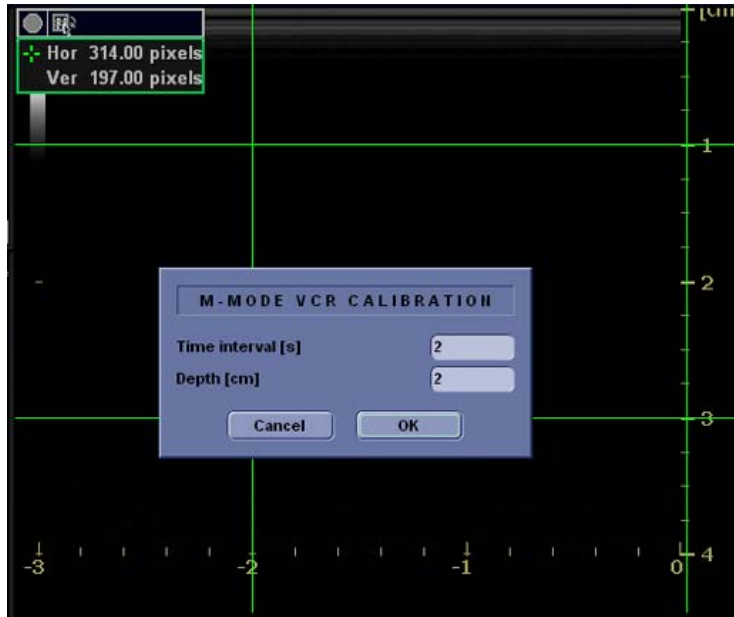 Hor 314.00 pixels
Ver 197.00 pixels
1
2
M-MODE VCR CALIBRATION
Time interval [s] 2
Depth [cm] 2
Cancel OK
3
4
-3 -2 -1 0